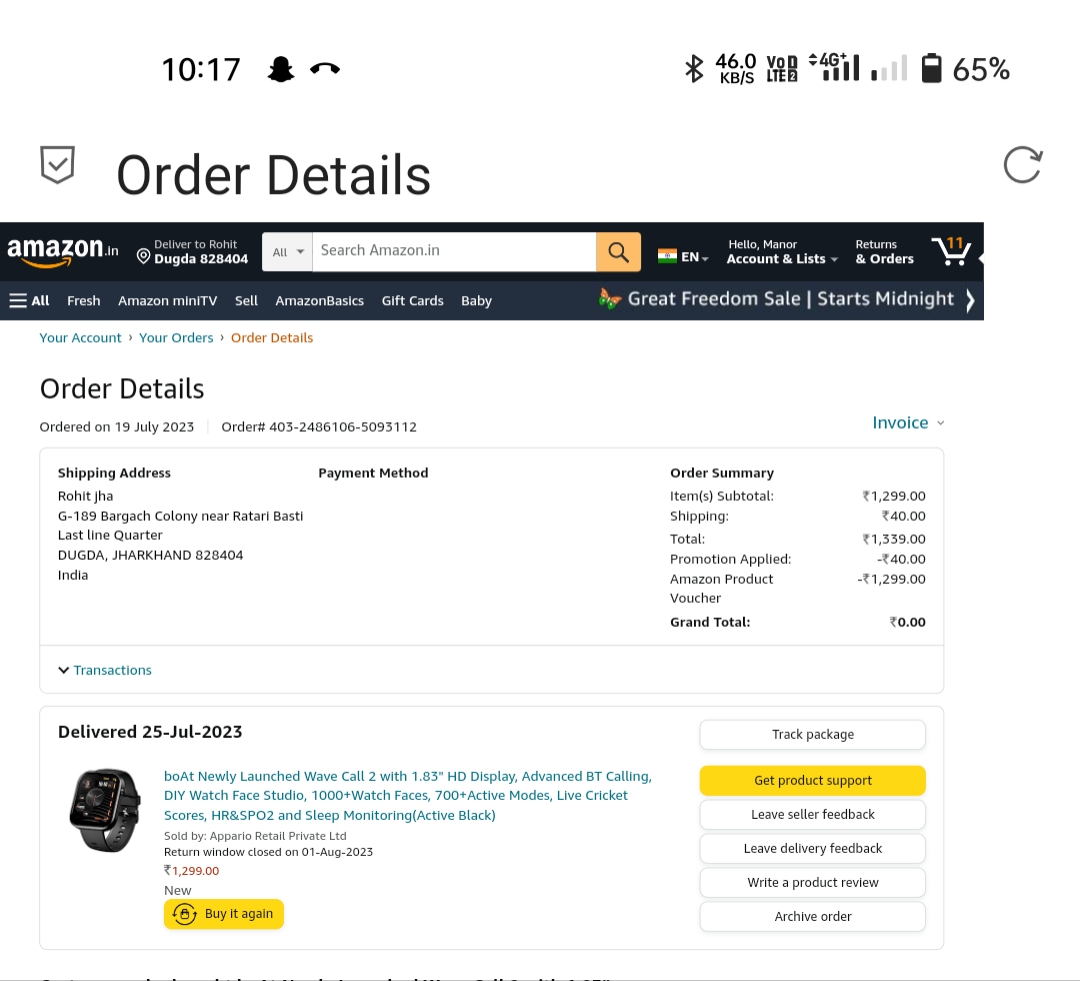 10:17 46.0 KB/S VoD LTE 2 4G+ 65%
Order Details
amazon.in Deliver to Rohit Dugda 828404 All Search Amazon.in EN Hello, Manor Account & Lists Returns & Orders 11
All Fresh Amazon miniTV Sell AmazonBasics Gift Cards Amazon Baby Great Freedom Sale | Starts Midnight
Your Account › Your Orders › Order Details
Order Details
Ordered on 19 July 2023 Order# 403-2486106-5093112 Invoice
Shipping Address
Rohit jha
G-189 Bargach Colony near Ratari Basti
Last line Quarter
DUGDA, JHARKHAND 828404
India
Payment Method
Order Summary
Item(s) Subtotal: ₹1,299.00
Shipping: ₹40.00
Total: ₹1,339.00
Promotion Applied: -₹40.00
Amazon Product Voucher -₹1,299.00
Grand Total: ₹0.00
Transactions
Delivered 25-Jul-2023
boAt Newly Launched Wave Call 2 with 1.83" HD Display, Advanced BT Calling,
DIY Watch Face Studio, 1000+Watch Faces, 700+Active Modes, Live Cricket
Scores, HR&SPO2 and Sleep Monitoring(Active Black)
Sold by: Appario Retail Private Ltd
Return window closed on 01-Aug-2023
₹1,299.00
New
Buy it again
Track package
Get product support
Leave seller feedback
Leave delivery feedback
Write a product review
Archive order